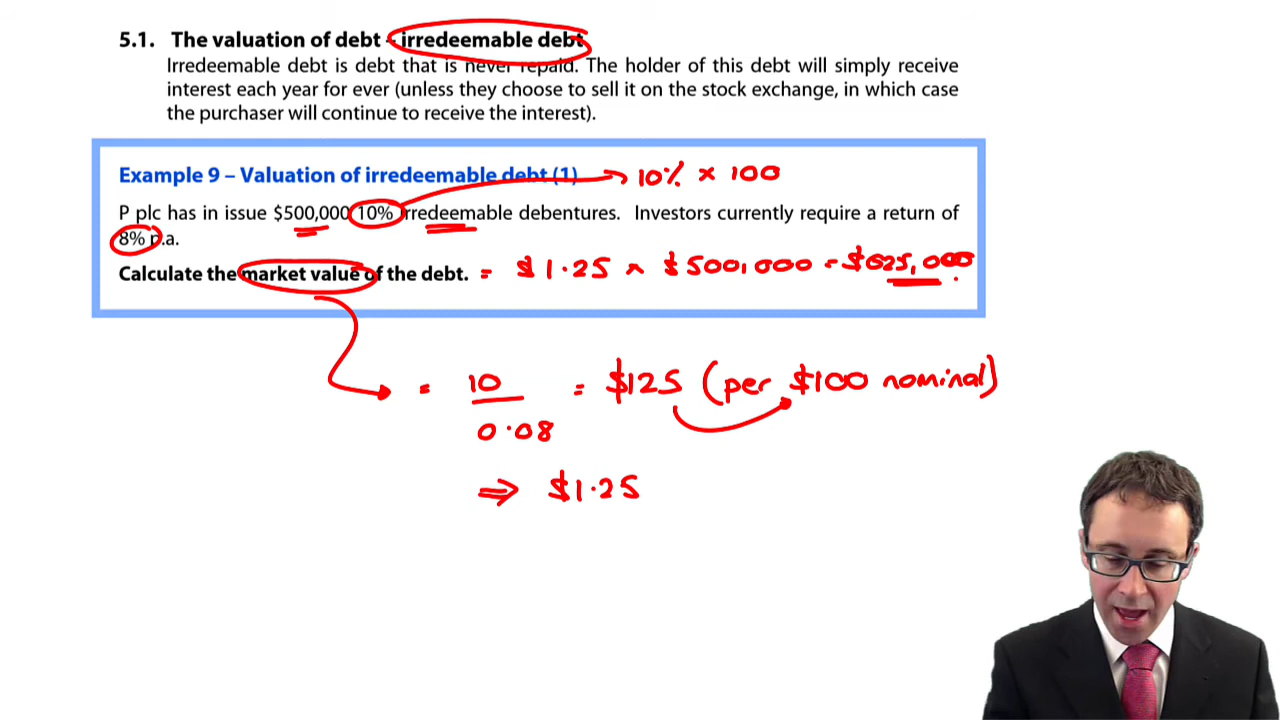 5.1. The valuation of debt – irredeemable debt
Irredeemable debt is debt that is never repaid. The holder of this debt will simply receive
interest each year for ever (unless they choose to sell it on the stock exchange, in which case
the purchaser will continue to receive the interest).
Example 9 – Valuation of irredeemable debt (1) 10% × 100
P plc has in issue $500,000 10% irredeemable debentures. Investors currently require a return of
8% p.a.
Calculate the market value of the debt. = $1.25 × $500,000 = $625,000
= 10 / 0.08 = $125 (per $100 nominal)
⇒ $1.25